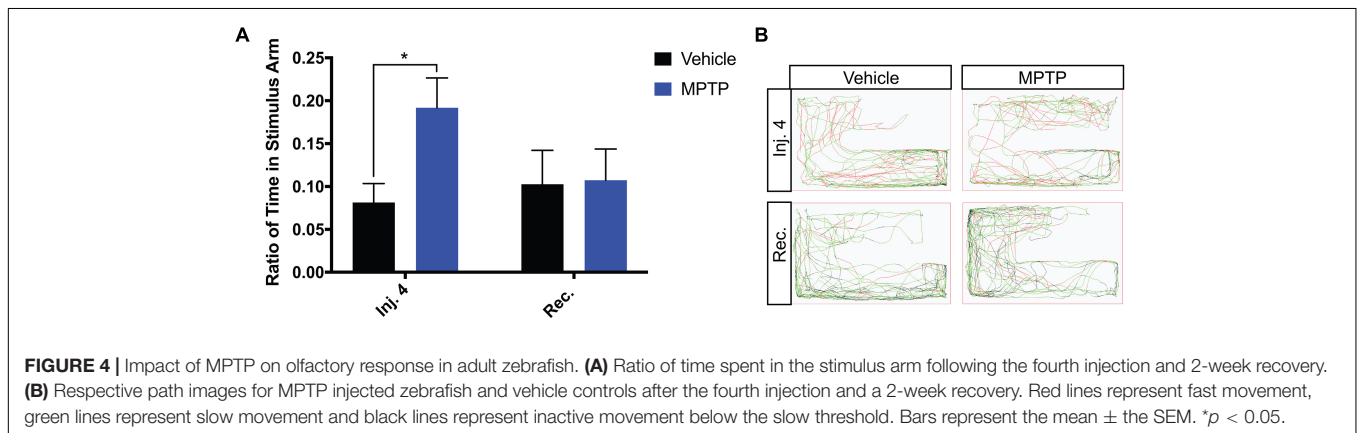 A
Ratio of Time in Stimulus Arm
0.25
0.20
0.15
0.10
0.05
0.00
*
Vehicle
MPTP
Inj. 4
Rec.
B
Vehicle
MPTP
Inj. 4
Rec.
FIGURE 4 | Impact of MPTP on olfactory response in adult zebrafish. (A) Ratio of time spent in the stimulus arm following the fourth injection and 2-week recovery.
(B) Respective path images for MPTP injected zebrafish and vehicle controls after the fourth injection and a 2-week recovery. Red lines represent fast movement,
green lines represent slow movement and black lines represent inactive movement below the slow threshold. Bars represent the mean ± the SEM. *p < 0.05.